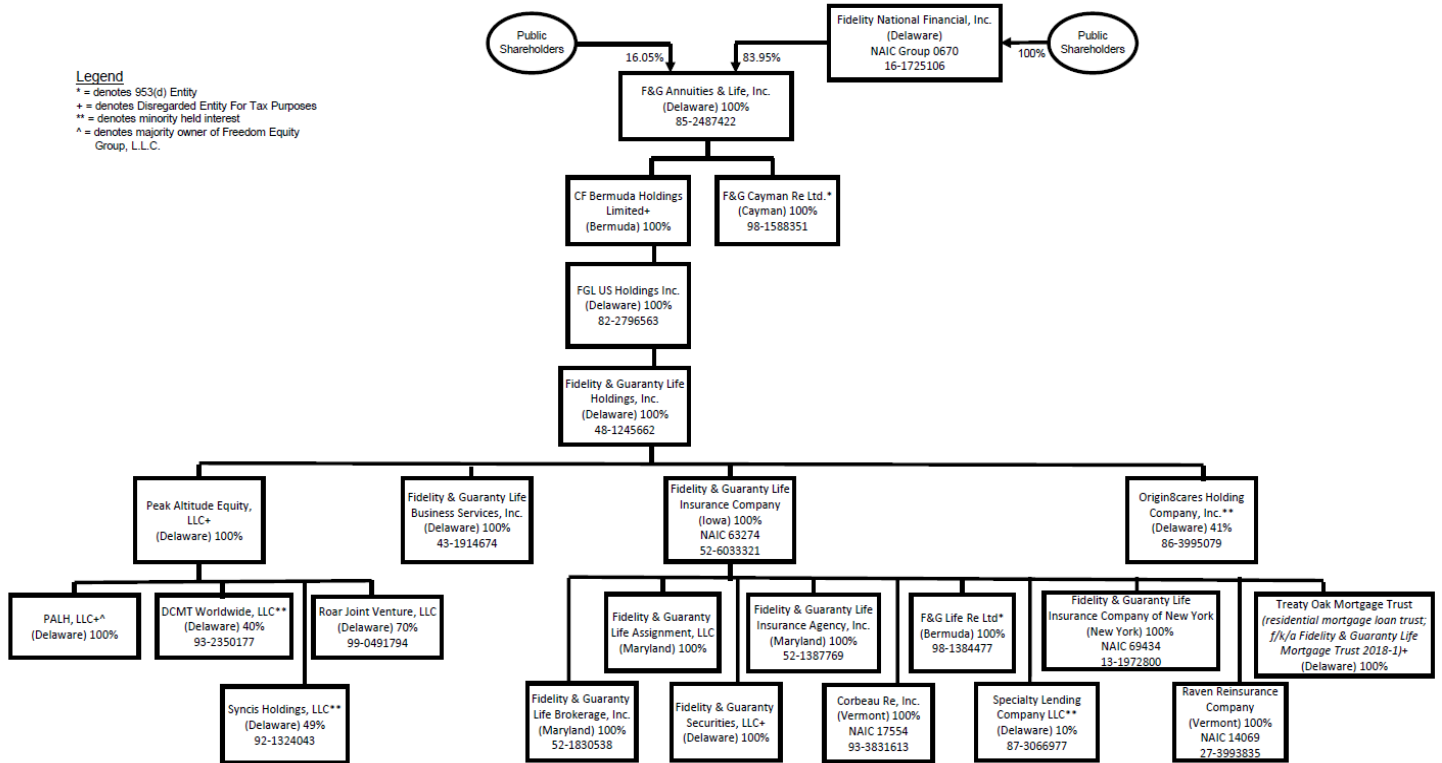 Public
Shareholders
Fidelity National Financial, Inc.
(Delaware)
NAIC Group 0670
16-1725106
Public
Shareholders
16.05%
83.95%
100%
Legend
* = denotes 953(d) Entity
+ = denotes Disregarded Entity For Tax Purposes
** = denotes minority held interest
^ = denotes majority owner of Freedom Equity
Group, L.L.C.
F&G Annuities & Life, Inc.
(Delaware) 100%
85-2487422
CF Bermuda Holdings
Limited+
(Bermuda) 100%
F&G Cayman Re Ltd.*
(Cayman) 100%
98-1588351
FGL US Holdings Inc.
(Delaware) 100%
82-2796563
Fidelity & Guaranty Life
Holdings, Inc.
(Delaware) 100%
48-1245662
Peak Altitude Equity,
LLC+
(Delaware) 100%
Fidelity & Guaranty Life
Business Services, Inc.
(Delaware) 100%
43-1914674
Fidelity & Guaranty Life
Insurance Company
(Iowa) 100%
NAIC 63274
52-6033321
Origin8cares Holding
Company, Inc.**
(Delaware) 41%
86-3995079
PALH, LLC+^
(Delaware) 100%
DCMT Worldwide, LLC**
(Delaware) 40%
93-2350177
Roar Joint Venture, LLC
(Delaware) 70%
99-0491794
Fidelity & Guaranty
Life Assignment, LLC
(Maryland) 100%
Fidelity & Guaranty Life
Insurance Agency, Inc.
(Maryland) 100%
52-1387769
F&G Life Re Ltd*
(Bermuda) 100%
98-1384477
Fidelity & Guaranty Life
Insurance Company of New York
(New York) 100%
NAIC 69434
13-1972800
Treaty Oak Mortgage Trust
(residential mortgage loan trust;
f/k/a Fidelity & Guaranty Life
Mortgage Trust 2018-1)+
(Delaware) 100%
Syncis Holdings, LLC**
(Delaware) 49%
92-1324043
Fidelity & Guaranty
Life Brokerage, Inc.
(Maryland) 100%
52-1830538
Fidelity & Guaranty
Securities, LLC+
(Delaware) 100%
Corbeau Re, Inc.
(Vermont) 100%
NAIC 17554
93-3831613
Specialty Lending
Company LLC**
(Delaware) 10%
87-3066977
Raven Reinsurance
Company
(Vermont) 100%
NAIC 14069
27-3993835